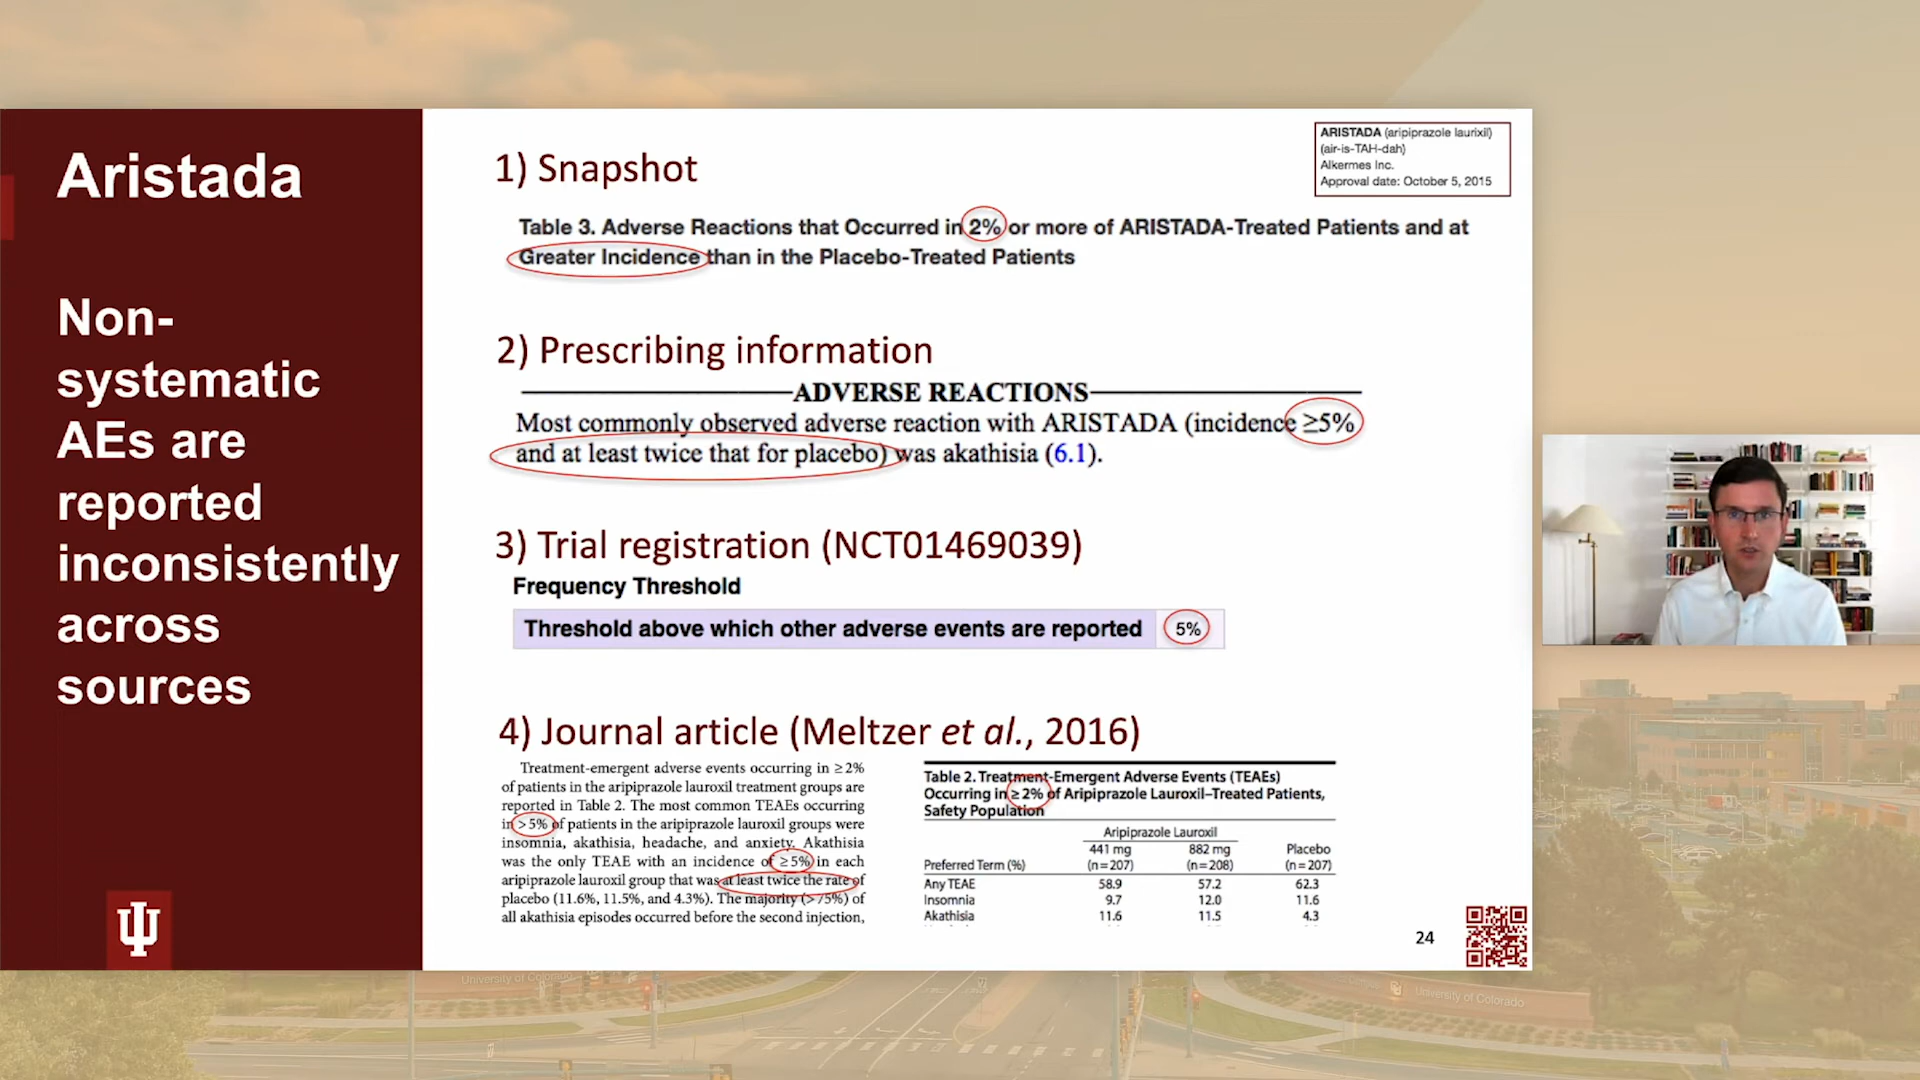 Aristada
Non-
systematic
AEs are
reported
inconsistently
across
sources
1) Snapshot
ARISTADA (aripiprazole laurixil)
(air-is-TAH-dah)
Alkermes Inc.
Approval date: October 5, 2015
Table 3. Adverse Reactions that Occurred in 2% or more of ARISTADA-Treated Patients and at
Greater Incidence than in the Placebo-Treated Patients
2) Prescribing information
ADVERSE REACTIONS
Most commonly observed adverse reaction with ARISTADA (incidence ≥5%
and at least twice that for placebo) was akathisia (6.1).
3) Trial registration (NCT01469039)
Frequency Threshold
Threshold above which other adverse events are reported 5%
4) Journal article (Meltzer et al., 2016)
Treatment-emergent adverse events occurring in ≥2%
of patients in the aripiprazole lauroxil treatment groups are
reported in Table 2. The most common TEAEs occurring
in >5% of patients in the aripiprazole lauroxil groups were
insomnia, akathisia, headache, and anxiety. Akathisia
was the only TEAE with an incidence of ≥5% in each
aripiprazole lauroxil group that was at least twice the rate of
placebo (11.6%, 11.5%, and 4.3%). The majority (>75%) of
all akathisia episodes occurred before the second injection,
Table 2. Treatment-Emergent Adverse Events (TEAEs)
Occurring in ≥2% of Aripiprazole Lauroxil–Treated Patients,
Safety Population
Aripiprazole Lauroxil
441 mg 882 mg Placebo
Preferred Term (%) (n=207) (n=208) (n=207)
Any TEAE 58.9 57.2 62.3
Insomnia 9.7 12.0 11.6
Akathisia 11.6 11.5 4.3
24
University of Colorado
University of Colorado